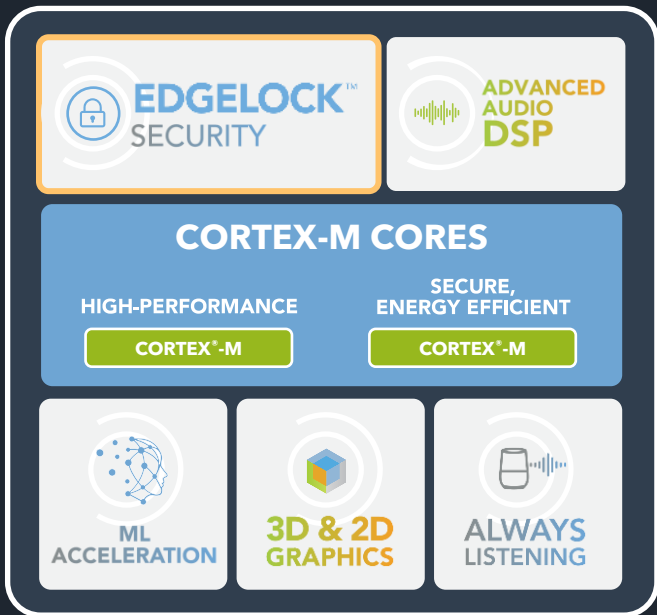 EDGELOCK™
SECURITY
ADVANCED
AUDIO
DSP
CORTEX-M CORES
HIGH-PERFORMANCE
CORTEX®-M
SECURE,
ENERGY EFFICIENT
CORTEX®-M
ML
ACCELERATION
3D & 2D
GRAPHICS
ALWAYS
LISTENING